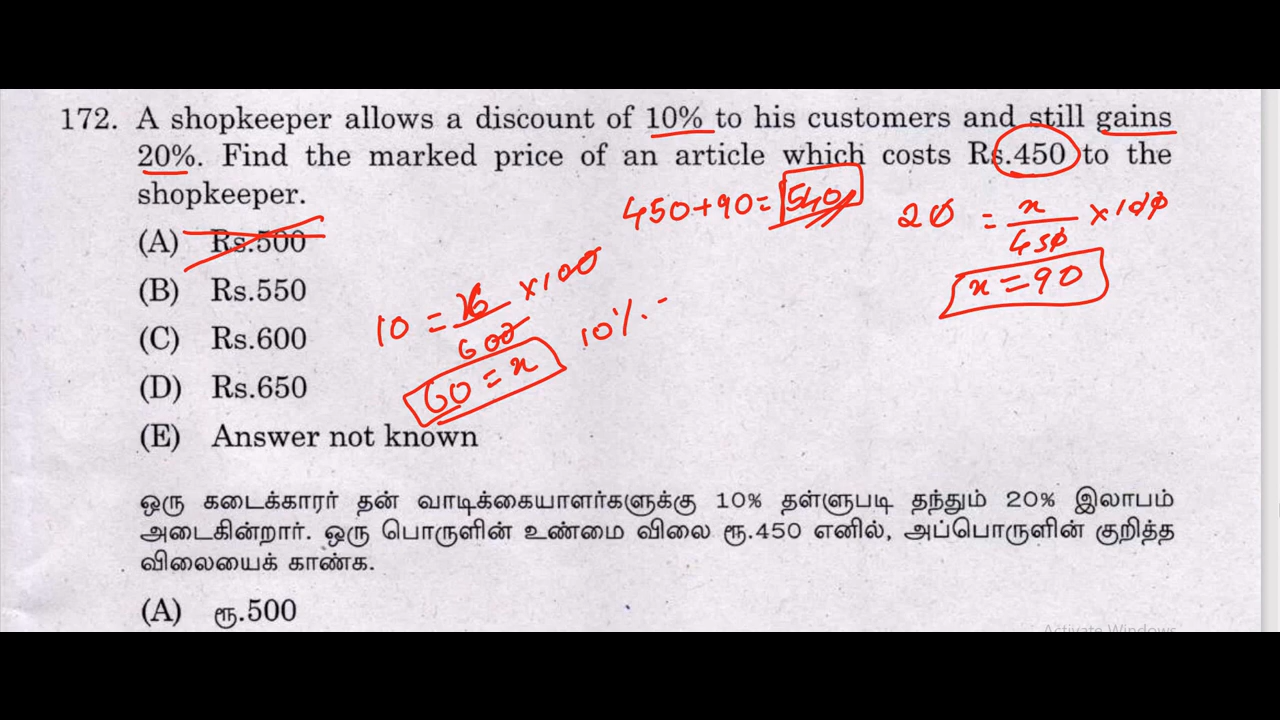 172. A shopkeeper allows a discount of 10% to his customers and still gains
20%. Find the marked price of an article which costs Rs.450 to the
shopkeeper.
450+90=540
20 = x/450 ×100
x=90
(A) Rs.500
(B) Rs.550
(C) Rs.600
(D) Rs.650
10 = x/600 ×100
10%
60 = x
(E) Answer not known
ஒரு கடைக்காரர் தன் வாடிக்கையாளர்களுக்கு 10% தள்ளுபடி தந்தும் 20% இலாபம்
அடைகின்றார். ஒரு பொருளின் உண்மை விலை ரூ.450 எனில், அப்பொருளின் குறித்த
விலையைக் காண்க.
(A) ரூ.500
Activate Windows